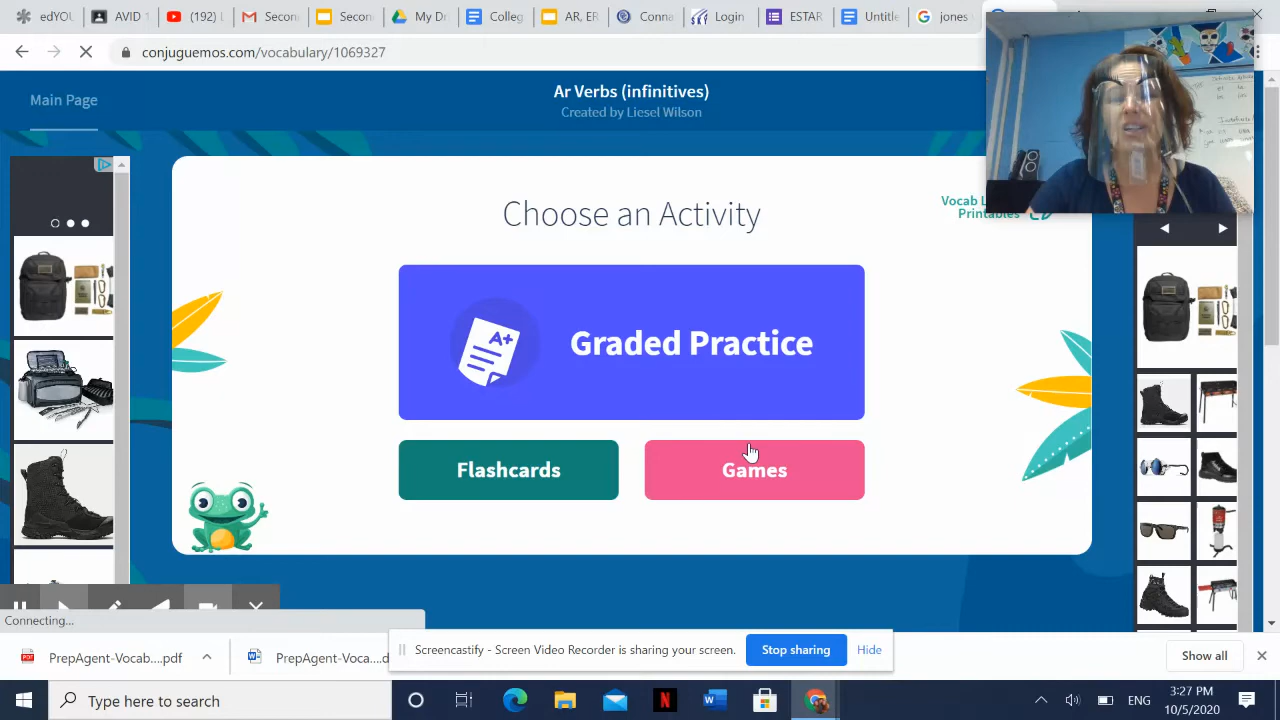 edYOU
AVID
(192)
Secon
Secon
My D
Colleg
AR_ER
Conna
Login
ESTAR
Untitle
jones
conjuguemos.com/vocabulary/1069327
Main Page
Ar Verbs (infinitives)
Created by Liesel Wilson
Vocab L
Printables
Choose an Activity
A+
Graded Practice
Flashcards
Games
Connecting...
PrepAgent-Vocab....pdf
PrepAgent-Voca....d
Screencastify - Screen Video Recorder is sharing your screen.
Stop sharing
Hide
Show all
Type here to search
ENG
3:27 PM
10/5/2020